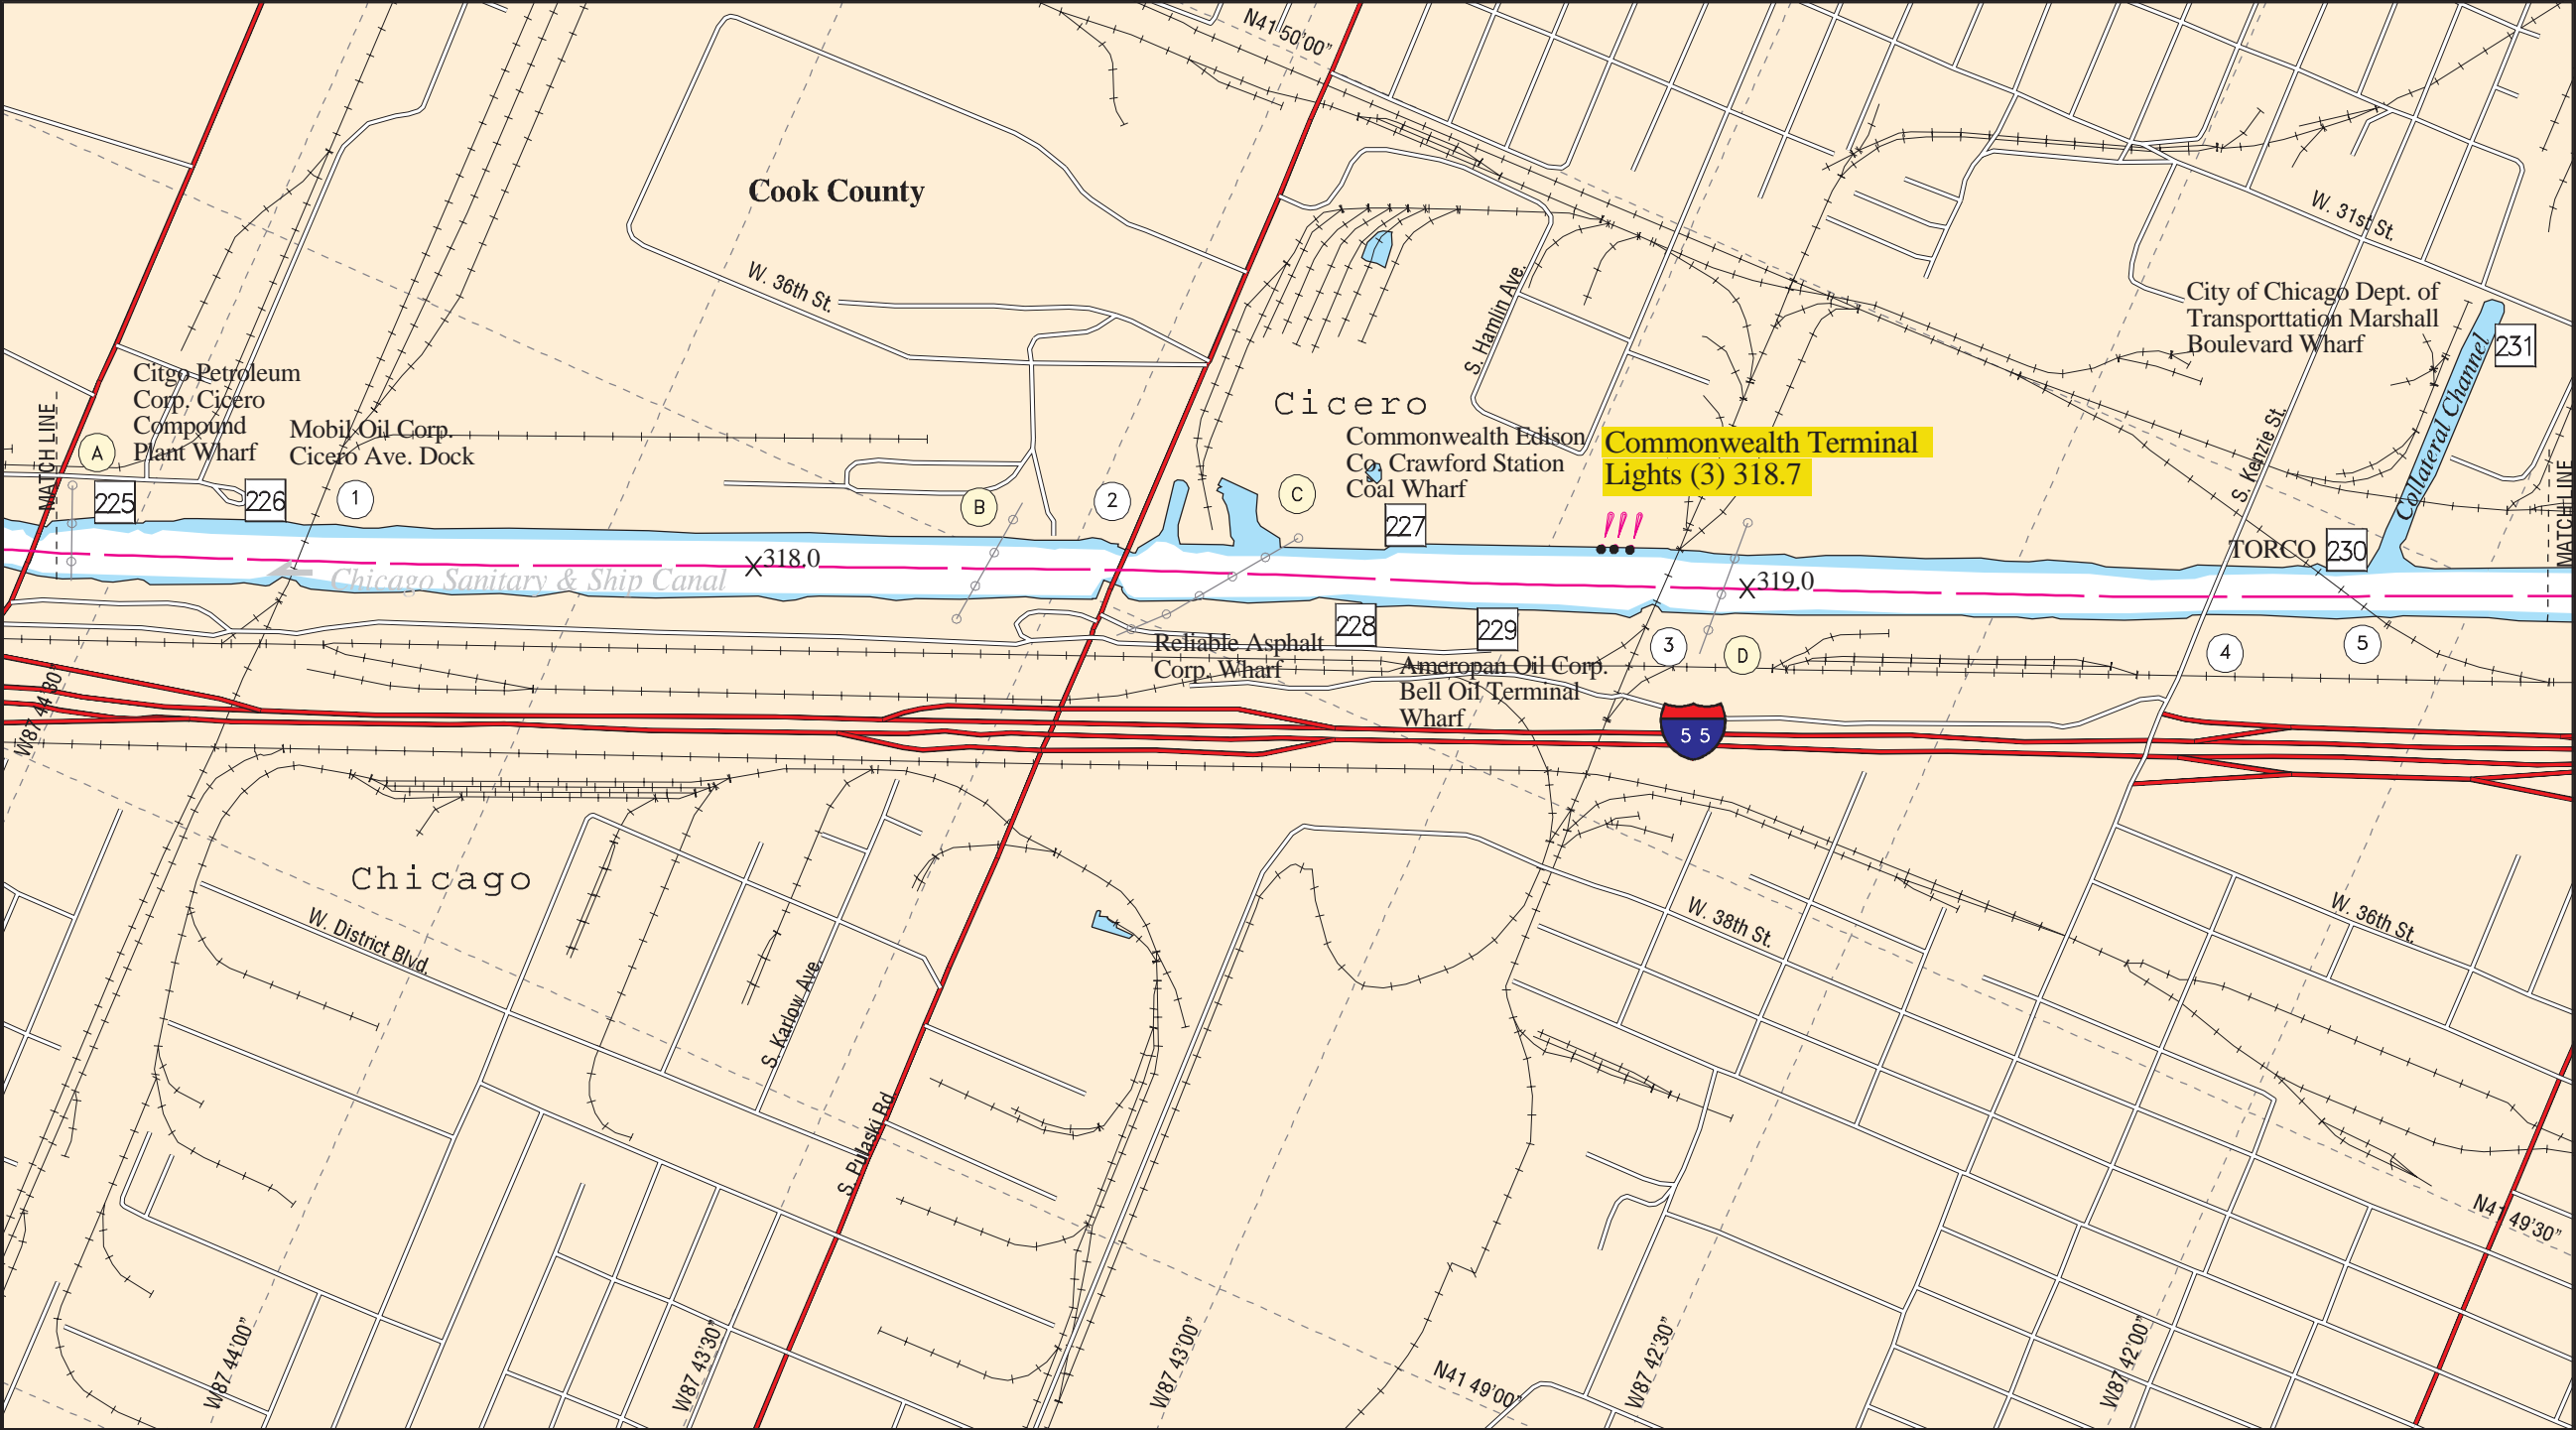 N41 50'00"
Cook County
W. 31st St.
W. 36th St.
S. Hamlin Ave.
City of Chicago Dept. of
Transporttation Marshall
Boulevard Wharf
231
Collateral Channel
Citgo Petroleum
Corp. Cicero
Compound
Plant Wharf
A
MATCH LINE
225
226
Mobil Oil Corp.
Cicero Ave. Dock
1
B
2
C
Cicero
Commonwealth Edison
Co. Crawford Station
Coal Wharf
227
Commonwealth Terminal
Lights (3) 318.7
S. Kenzie St.
TORCO
230
MATCH LINE
318.0
Chicago Sanitary & Ship Canal
319.0
Reliable Asphalt
Corp. Wharf
228
229
Ameropan Oil Corp.
Bell Oil Terminal
Wharf
3
D
4
5
W87 44'30"
55
Chicago
W. District Blvd.
S. Karlow Ave.
S. Pulaski Rd
W. 38th St.
W. 36th St.
N41 49'30"
W87 44'00"
W87 43'30"
W87 43'00"
N41 49'00"
W87 42'30"
W87 42'00"